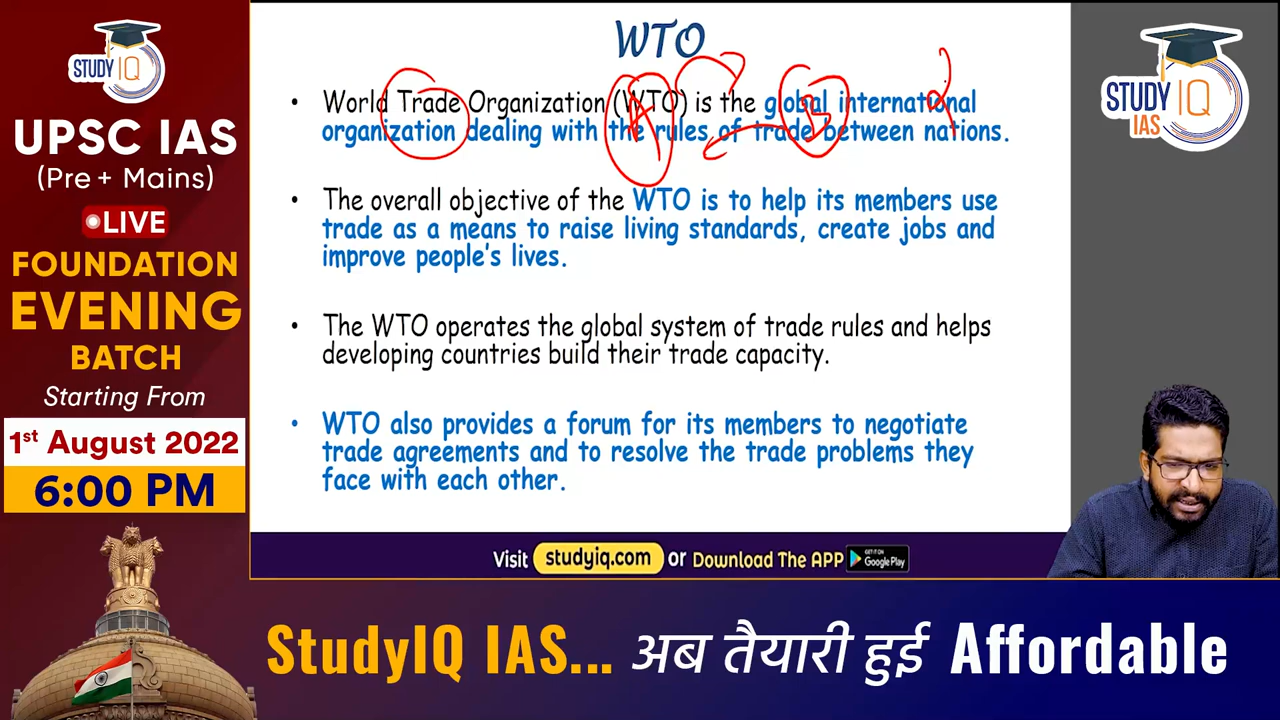 STUDY IQ
UPSC IAS
(Pre + Mains)
LIVE
FOUNDATION
EVENING
BATCH
Starting From
1st August 2022
6:00 PM
WTO
• World Trade Organization (WTO) is the global international
organization dealing with the rules of trade between nations.
A
B
• The overall objective of the WTO is to help its members use
trade as a means to raise living standards, create jobs and
improve people's lives.
• The WTO operates the global system of trade rules and helps
developing countries build their trade capacity.
• WTO also provides a forum for its members to negotiate
trade agreements and to resolve the trade problems they
face with each other.
STUDY IQ
IAS
Visit studyiq.com or Download The APP GET IT ON Google Play
StudyIQ IAS... अब तैयारी हुई Affordable